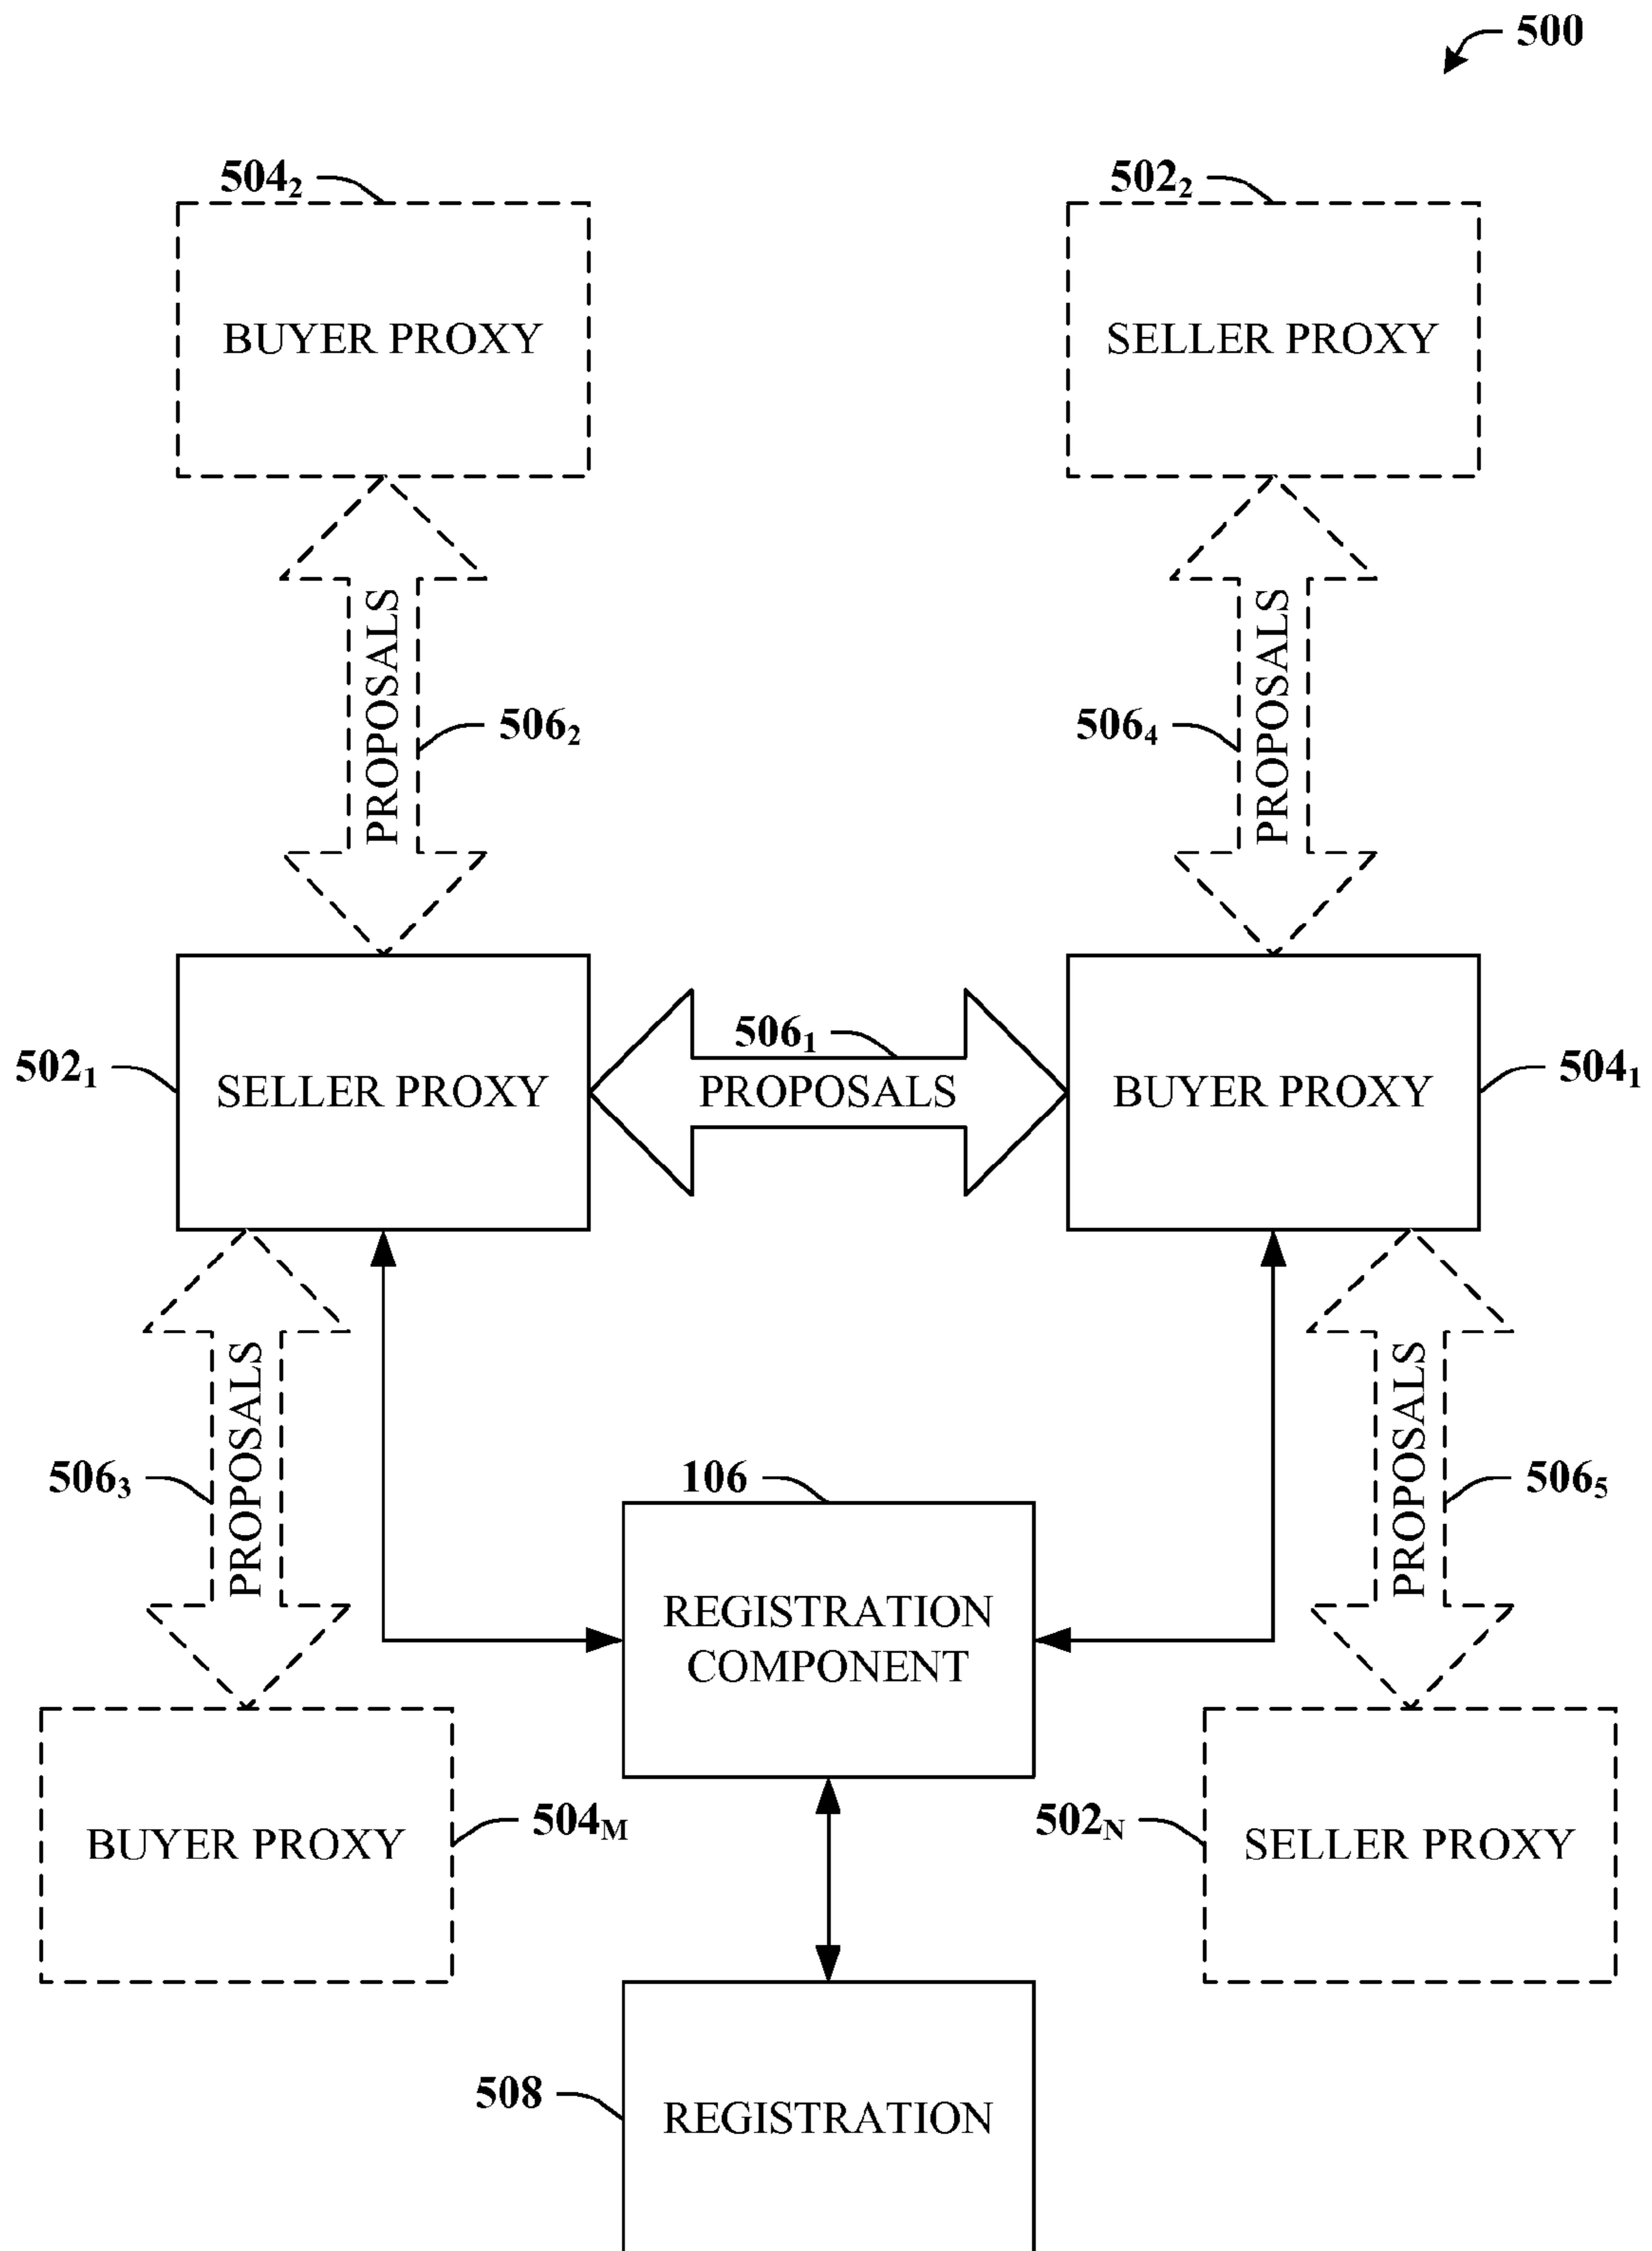 500
504₂
502₂
BUYER PROXY
SELLER PROXY
PROPOSALS
506₂
506₄
PROPOSALS
506₁
502₁
SELLER PROXY
PROPOSALS
BUYER PROXY
504₁
PROPOSALS
506₃
106
PROPOSALS
506₅
REGISTRATION
COMPONENT
BUYER PROXY
504M
502N
SELLER PROXY
508
REGISTRATION